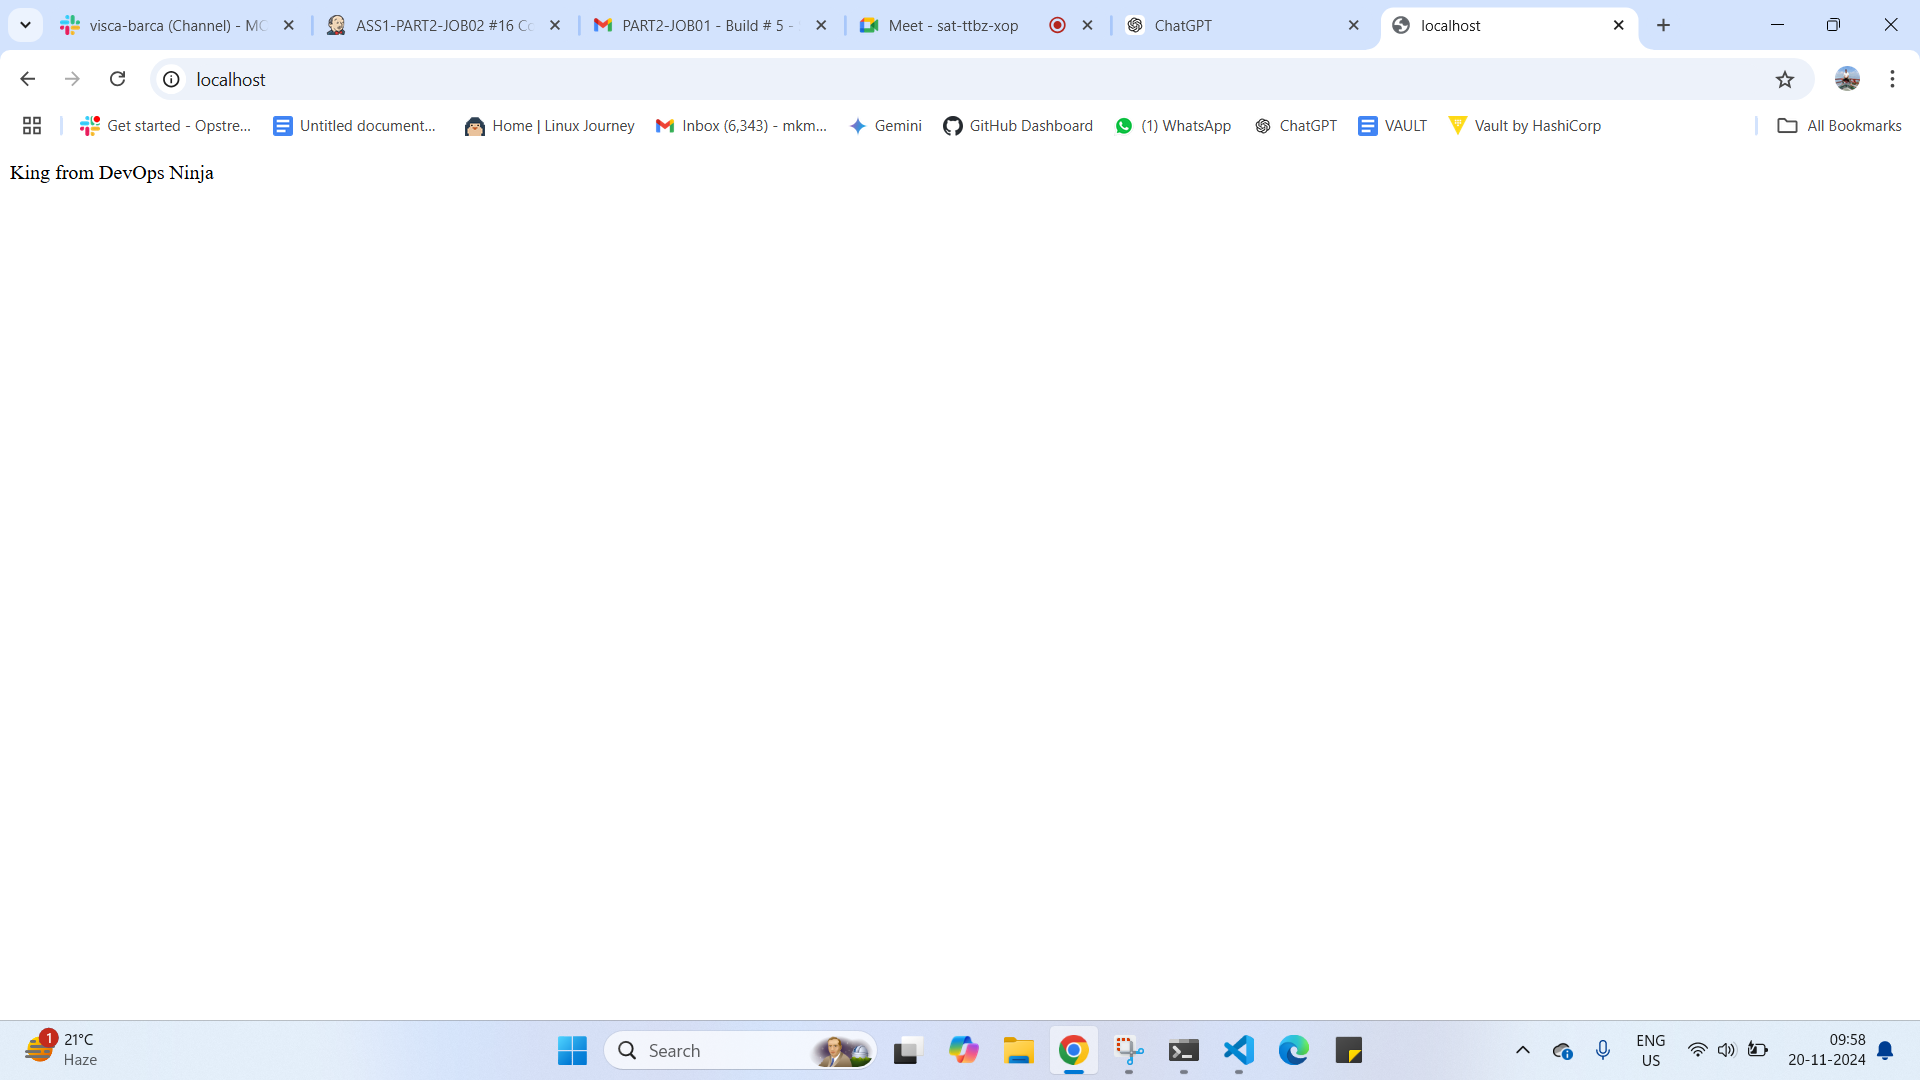 visca-barca (Channel) - MC
ASS1-PART2-JOB02 #16 Co
PART2-JOB01 - Build # 5 -
Meet - sat-ttbz-xop
ChatGPT
localhost
localhost
Get started - Opstre...
Untitled document...
Home | Linux Journey
Inbox (6,343) - mkm...
Gemini
GitHub Dashboard
(1) WhatsApp
ChatGPT
VAULT
Vault by HashiCorp
All Bookmarks
King from DevOps Ninja
1
21°C
Haze
Search
ENG
US
09:58
20-11-2024